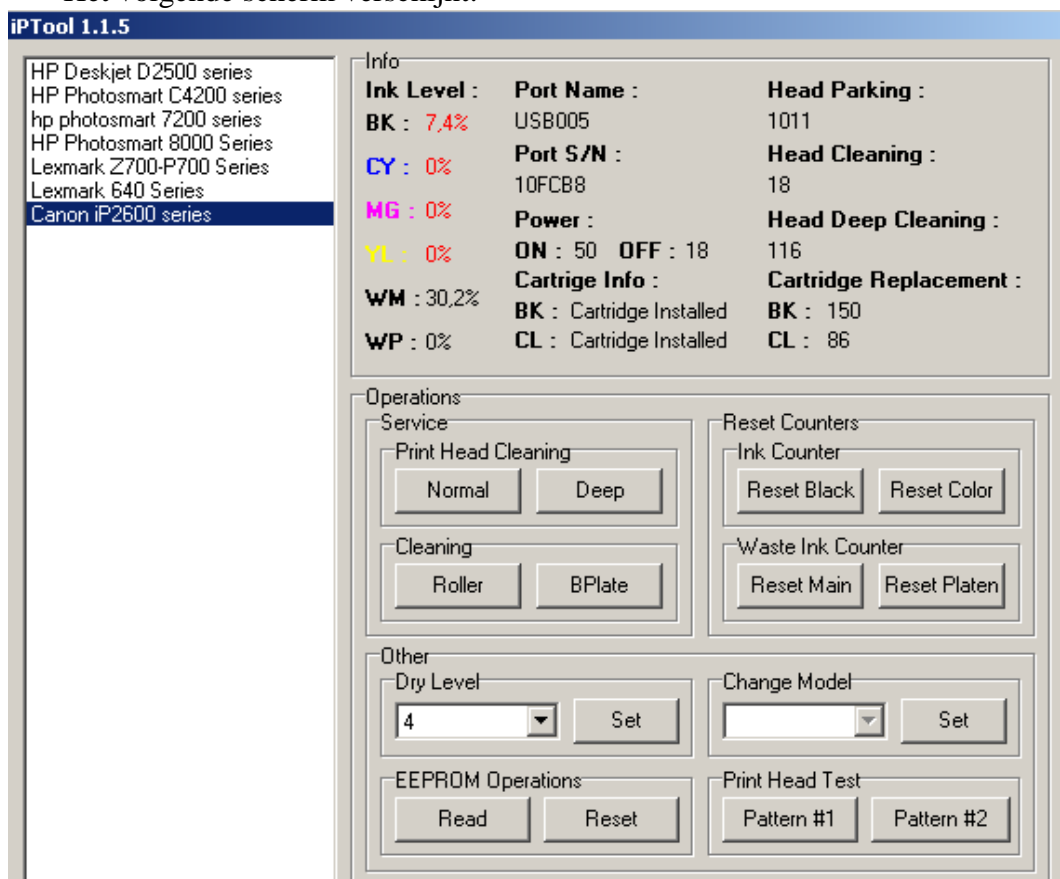 Het volgende scherm verschijnt:
iPTool 1.1.5
HP Deskjet D2500 series
HP Photosmart C4200 series
hp photosmart 7200 series
HP Photosmart 8000 Series
Lexmark Z700-P700 Series
Lexmark 640 Series
Canon iP2600 series
Info
Ink Level :
BK : 7,4%
CY : 0%
MG : 0%
YL : 0%
WM : 30,2%
WP : 0%
Port Name :
USB005
Port S/N :
10FCB8
Power :
ON : 50 OFF : 18
Cartrige Info :
BK : Cartridge Installed
CL : Cartridge Installed
Head Parking :
1011
Head Cleaning :
18
Head Deep Cleaning :
116
Cartridge Replacement :
BK : 150
CL : 86
Operations
Service
Print Head Cleaning
Normal Deep
Cleaning
Roller BPlate
Reset Counters
Ink Counter
Reset Black Reset Color
Waste Ink Counter
Reset Main Reset Platen
Other
Dry Level
4 Set
Change Model
Set
EEPROM Operations
Read Reset
Print Head Test
Pattern #1 Pattern #2